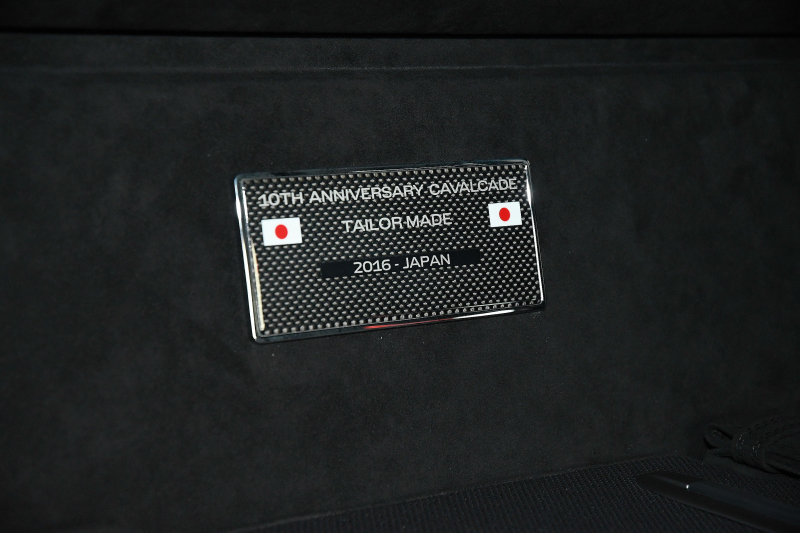 10TH ANNIVERSARY CAVALCADE
TAILOR MADE
2016 - JAPAN